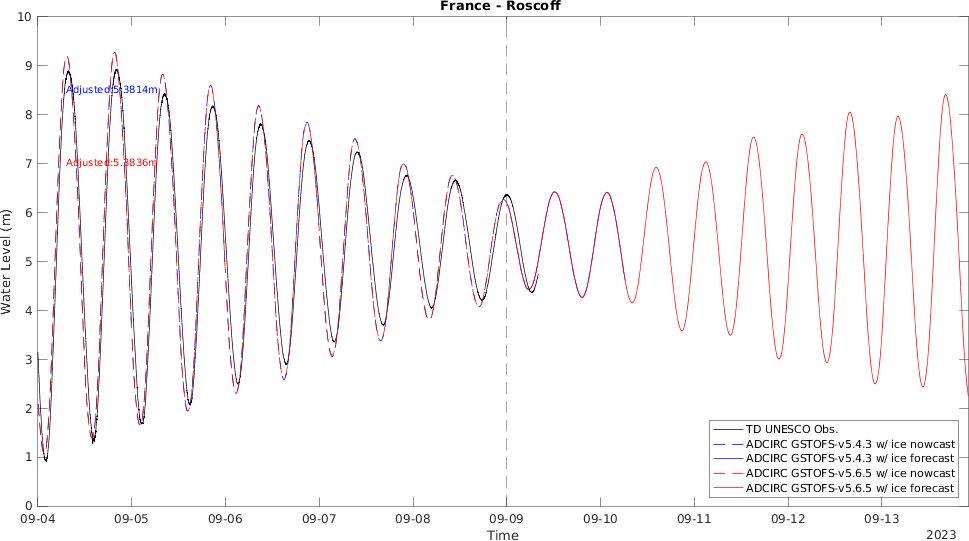 France - Roscoff
10
9
8
7
6
5
4
3
2
1
0
Water Level (m)
Adjusted:5.3814m
Adjusted:5.3836m
TD UNESCO Obs.
ADCIRC GSTOFS-v5.4.3 w/ ice nowcast
ADCIRC GSTOFS-v5.4.3 w/ ice forecast
ADCIRC GSTOFS-v5.6.5 w/ ice nowcast
ADCIRC GSTOFS-v5.6.5 w/ ice forecast
09-04 09-05 09-06 09-07 09-08 09-09 09-10 09-11 09-12 09-13
Time
2023